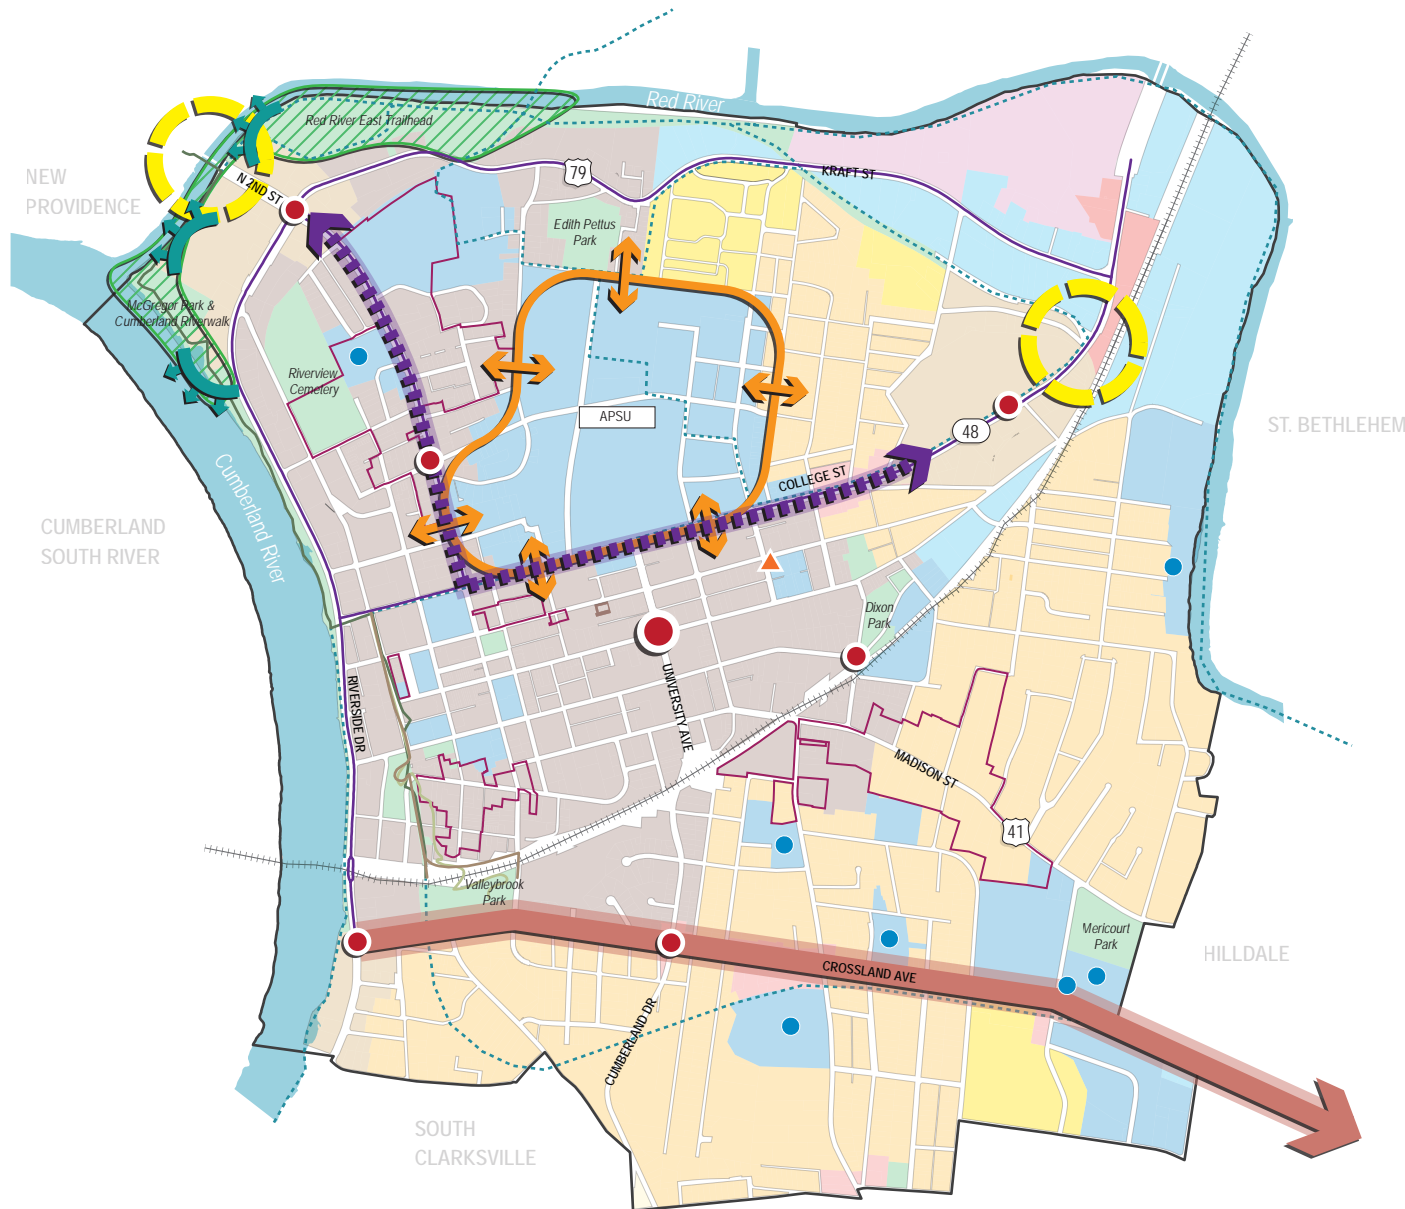 Red River
Red River East Trailhead
NEW
PROVIDENCE
N 2ND ST
79
KRAFT ST
Edith Pettus
Park
McGregor Park &
Cumberland Riverwalk
Riverview
Cemetery
APSU
48
ST. BETHLEHEM
COLLEGE ST
Cumberland River
CUMBERLAND
SOUTH RIVER
Dixon
Park
RIVERSIDE DR
UNIVERSITY AVE
MADISON ST
41
Valleybrook
Park
Mericourt
Park
HILLDALE
CROSSLAND AVE
CUMBERLAND DR
SOUTH
CLARKSVILLE